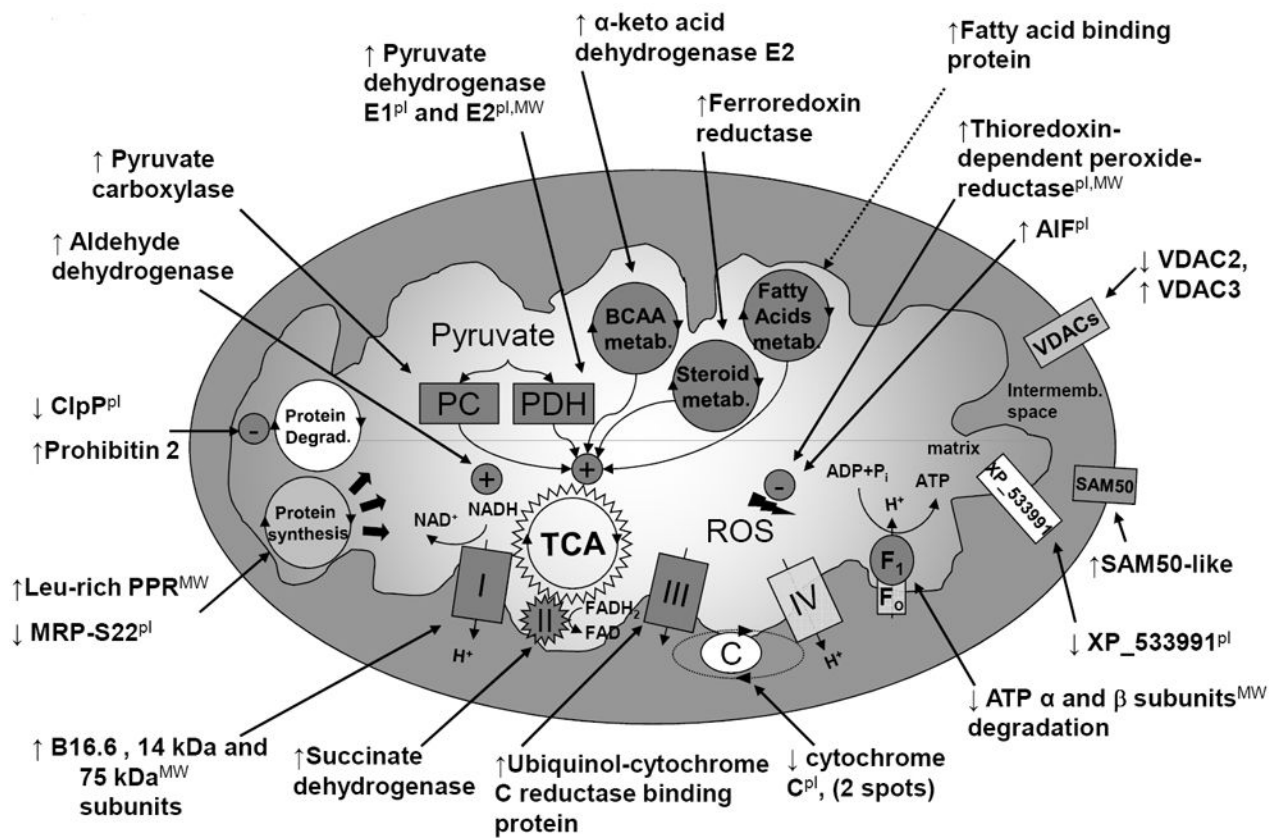 ↑ α-keto acid
dehydrogenase E2
↑Fatty acid binding
protein
↑ Pyruvate
dehydrogenase
E1pI and E2pI,MW
↑Ferroredoxin
reductase
↑Thioredoxin-
dependent peroxide-
reductasepI,MW
↑ Pyruvate
carboxylase
↑ AIFpI
↑ Aldehyde
dehydrogenase
↓ VDAC2,
↑ VDAC3
VDACs
BCAA
metab.
Fatty
Acids
metab.
Pyruvate
Steroid
metab.
PC
PDH
Intermemb.
space
↓ ClpPpI
↑Prohibitin 2
-
Protein
Degrad.
matrix
+
+
-
ADP+Pi
ATP
XP_533991
SAM50
Protein
synthesis
NAD+
NADH
TCA
ROS
H+
F1
Fo
↑SAM50-like
↑Leu-rich PPRMW
↓ MRP-S22pI
I
II
FADH2
FAD
III
IV
C
H+
H+
↓ XP_533991pI
↓ ATP α and β subunitsMW
degradation
↑ B16.6 , 14 kDa and
75 kDaMW
subunits
↑Succinate
dehydrogenase
↑Ubiquinol-cytochrome
C reductase binding
protein
↓ cytochrome
CpI, (2 spots)